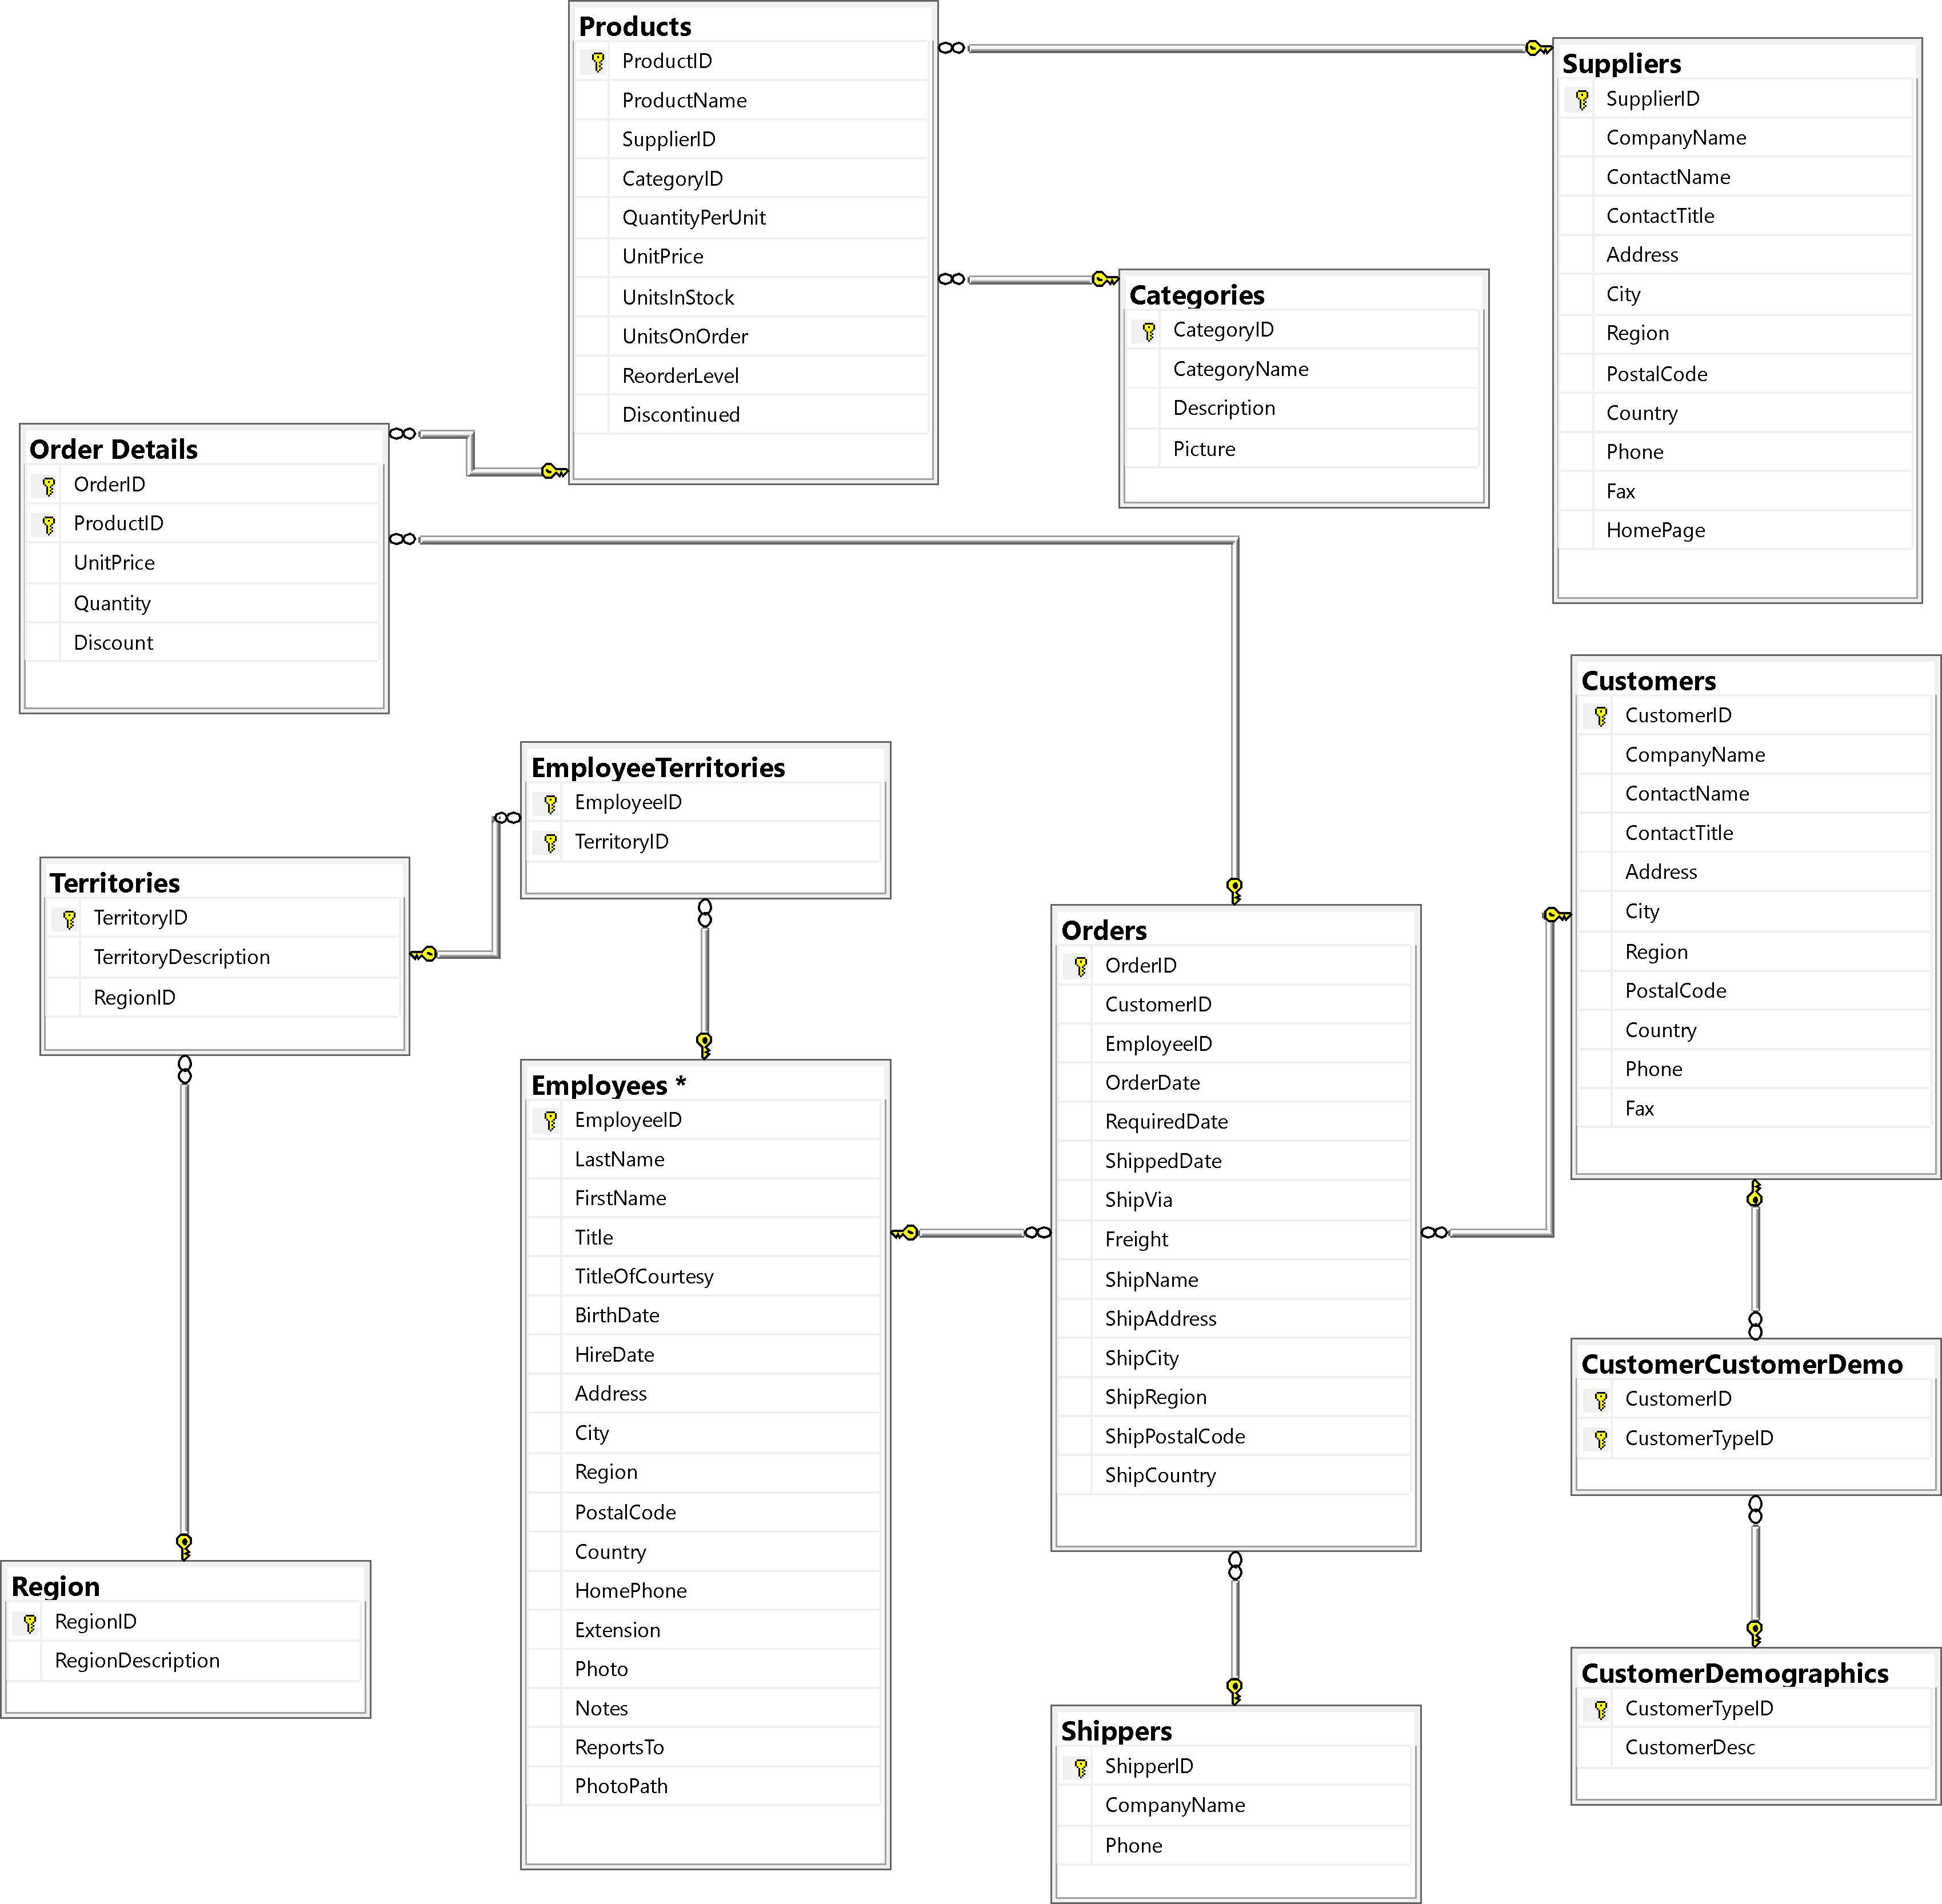 Products
ProductID
ProductName
SupplierID
CategoryID
QuantityPerUnit
UnitPrice
UnitsInStock
UnitsOnOrder
ReorderLevel
Discontinued
Suppliers
SupplierID
CompanyName
ContactName
ContactTitle
Address
City
Region
PostalCode
Country
Phone
Fax
HomePage
Categories
CategoryID
CategoryName
Description
Picture
Order Details
OrderID
ProductID
UnitPrice
Quantity
Discount
Customers
CustomerID
CompanyName
ContactName
ContactTitle
Address
City
Region
PostalCode
Country
Phone
Fax
EmployeeTerritories
EmployeeID
TerritoryID
Territories
TerritoryID
TerritoryDescription
RegionID
Orders
OrderID
CustomerID
EmployeeID
OrderDate
RequiredDate
ShippedDate
ShipVia
Freight
ShipName
ShipAddress
ShipCity
ShipRegion
ShipPostalCode
ShipCountry
Employees *
EmployeeID
LastName
FirstName
Title
TitleOfCourtesy
BirthDate
HireDate
Address
City
Region
PostalCode
Country
HomePhone
Extension
Photo
Notes
ReportsTo
PhotoPath
CustomerCustomerDemo
CustomerID
CustomerTypeID
Region
RegionID
RegionDescription
CustomerDemographics
CustomerTypeID
CustomerDesc
Shippers
ShipperID
CompanyName
Phone